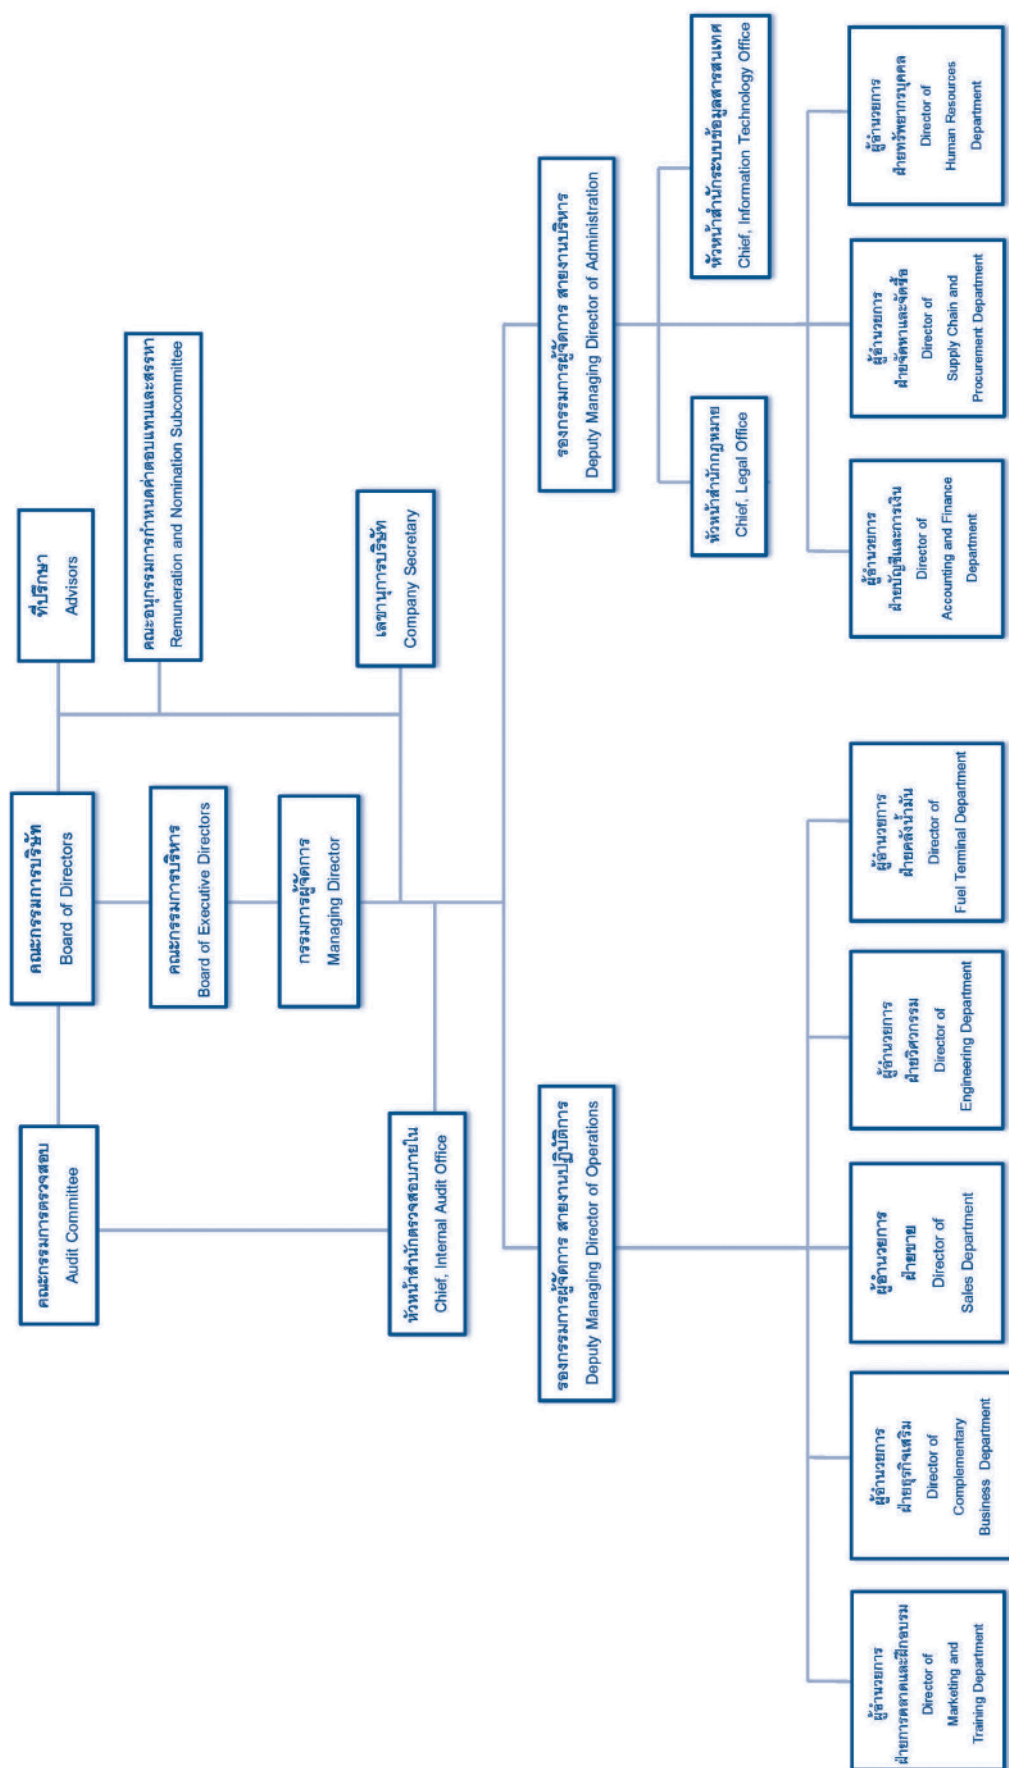 คณะกรรมการบริษัท
Board of Directors
ที่ปรึกษา
Advisors
คณะกรรมการตรวจสอบ
Audit Committee
คณะอนุกรรมการกำหนดค่าตอบแทนและสรรหา
Remuneration and Nomination Subcommittee
คณะกรรมการบริหาร
Board of Executive Directors
กรรมการผู้จัดการ
Managing Director
เลขานุการบริษัท
Company Secretary
หัวหน้าสำนักตรวจสอบภายใน
Chief, Internal Audit Office
รองกรรมการผู้จัดการ สายงานปฏิบัติการ
Deputy Managing Director of Operations
รองกรรมการผู้จัดการ สายงานบริหาร
Deputy Managing Director of Administration
หัวหน้าสำนักกฎหมาย
Chief, Legal Office
หัวหน้าสำนักระบบข้อมูลสารสนเทศ
Chief, Information Technology Office
ผู้อำนวยการ
ฝ่ายการตลาดและฝึกอบรม
Director of
Marketing and
Training Department
ผู้อำนวยการ
ฝ่ายธุรกิจเสริม
Director of
Complementary
Business Department
ผู้อำนวยการ
ฝ่ายขาย
Director of
Sales Department
ผู้อำนวยการ
ฝ่ายวิศวกรรม
Director of
Engineering Department
ผู้อำนวยการ
ฝ่ายคลังน้ำมัน
Director of
Fuel Terminal Department
ผู้อำนวยการ
ฝ่ายบัญชีและการเงิน
Director of
Accounting and Finance
Department
ผู้อำนวยการ
ฝ่ายจัดหาและจัดซื้อ
Director of
Supply Chain and
Procurement Department
ผู้อำนวยการ
ฝ่ายทรัพยากรบุคคล
Director of
Human Resources
Department